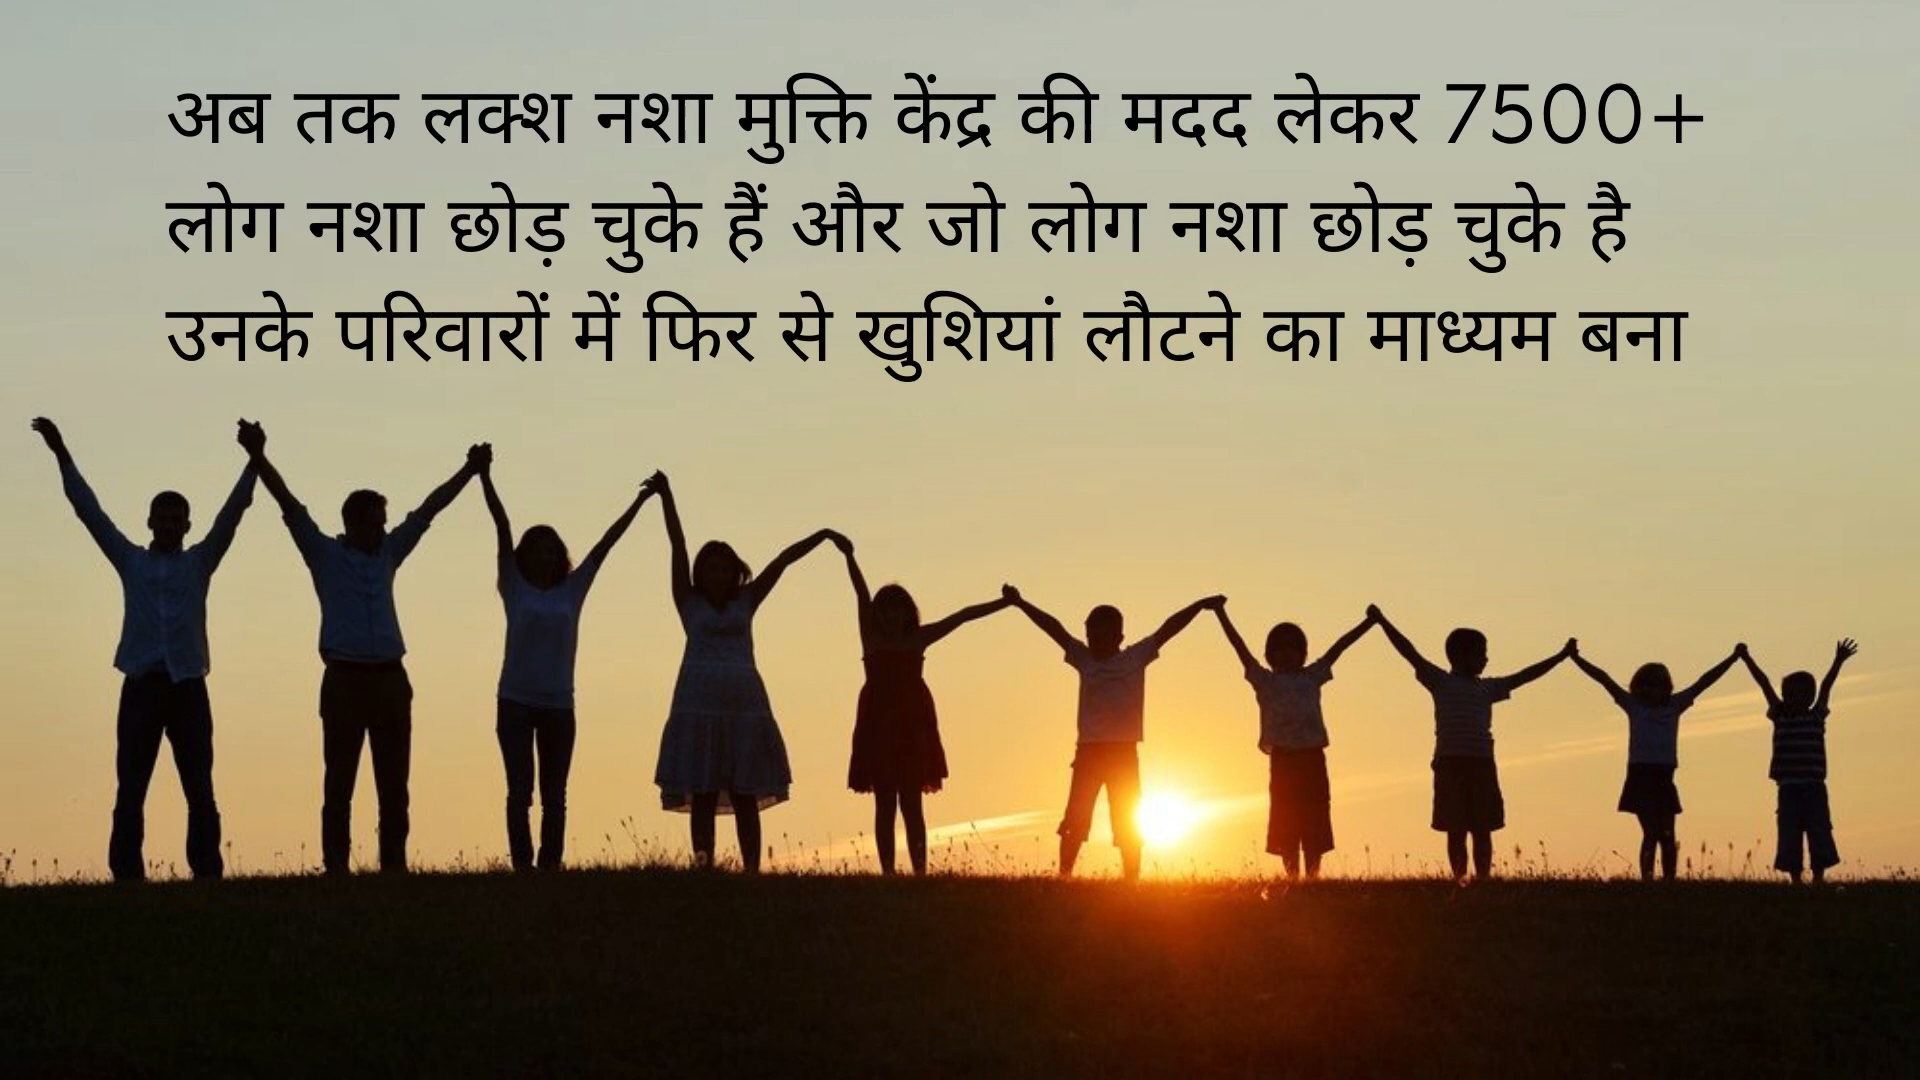 अब तक लक्श नशा मुक्ति केंद्र की मदद लेकर 7500+
लोग नशा छोड़ चुके हैं और जो लोग नशा छोड़ चुके है
उनके परिवारों में फिर से खुशियां लौटने का माध्यम बना